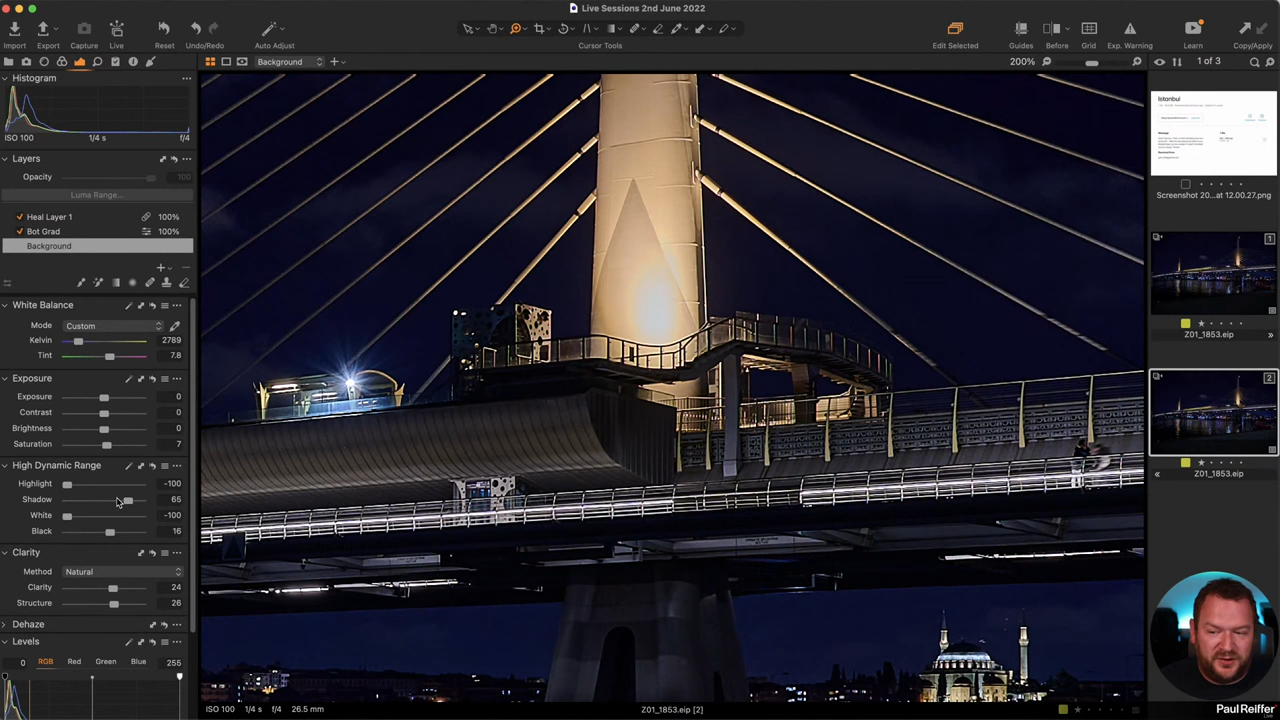 Live Sessions 2nd June 2022
Import Export Capture Live Reset Undo/Redo Auto Adjust Cursor Tools Edit Selected Guides Before Grid Exp. Warning Learn Copy/Apply
Background 200% 1 of 3
Histogram
ISO 100 1/4 s f/4
Layers
Opacity 100
Luma Range...
Heal Layer 1 100%
Bot Grad 100%
Background
White Balance
Mode Custom
Kelvin 2789
Tint 7.8
Exposure
Exposure 0
Contrast 0
Brightness 0
Saturation 7
High Dynamic Range
Highlight -100
Shadow 65
White -100
Black 16
Clarity
Method Natural
Clarity 24
Structure 26
Dehaze
Levels
0 RGB Red Green Blue 255
ISO 100 1/4 s f/4 26.5 mm Z01_1853.eip [2]
Istanbul
Screenshot 20...at 12.00.27.png
1
Z01_1853.eip
2
Z01_1853.eip
PaulReiffer
Live